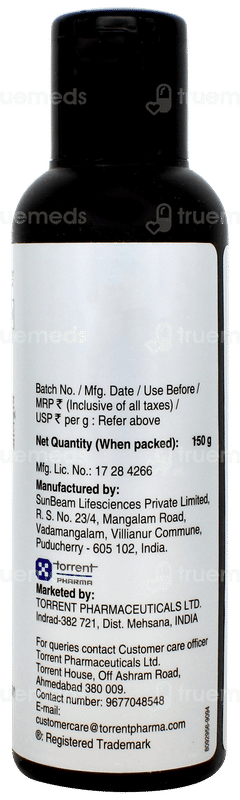 truemeds
truemeds
truemeds
truemeds
Batch No. / Mfg. Date / Use Before /
MRP ₹ (Inclusive of all taxes) /
USP ₹ per g : Refer above
Net Quantity (When packed): 150 g
Mfg. Lic. No.: 17 28 4266
Manufactured by:
SunBeam Lifesciences Private Limited,
R. S. No. 23/4, Mangalam Road,
Vadamangalam, Villianur Commune,
Puducherry - 605 102, India.
torrent
PHARMA
Marketed by:
TORRENT PHARMACEUTICALS LTD.
Indrad-382 721, Dist. Mehsana, INDIA
For queries contact Customer care officer
Torrent Pharmaceuticals Ltd.
Torrent House, Off Ashram Road,
Ahmedabad 380 009.
Contact number: 9677048548
E-mail:
customercare@torrentpharma.com
®: Registered Trademark